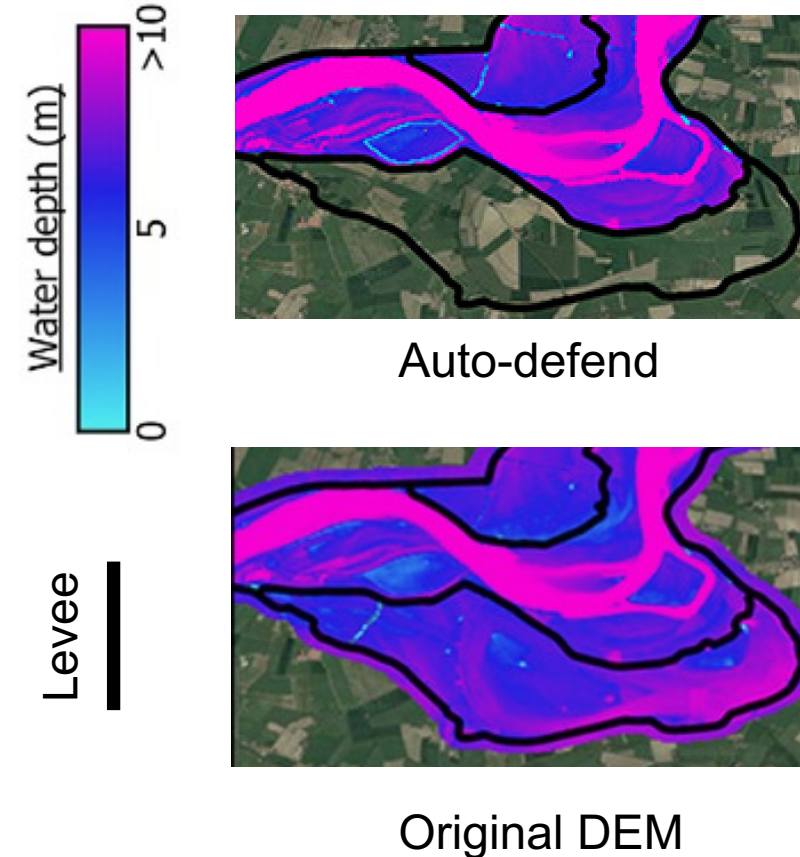 Water depth (m)
>10
5
0
Auto-defend
Levee
Original DEM